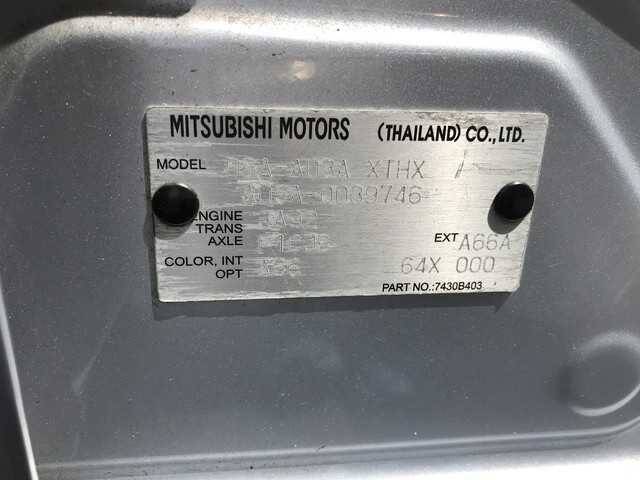 MITSUBISHI MOTORS (THAILAND) CO., LTD.
MODEL XTHX
0039746
ENGINE
TRANS
AXLE EXT A66A
COLOR, INT
OPT 64X 000
PART NO.:7430B403